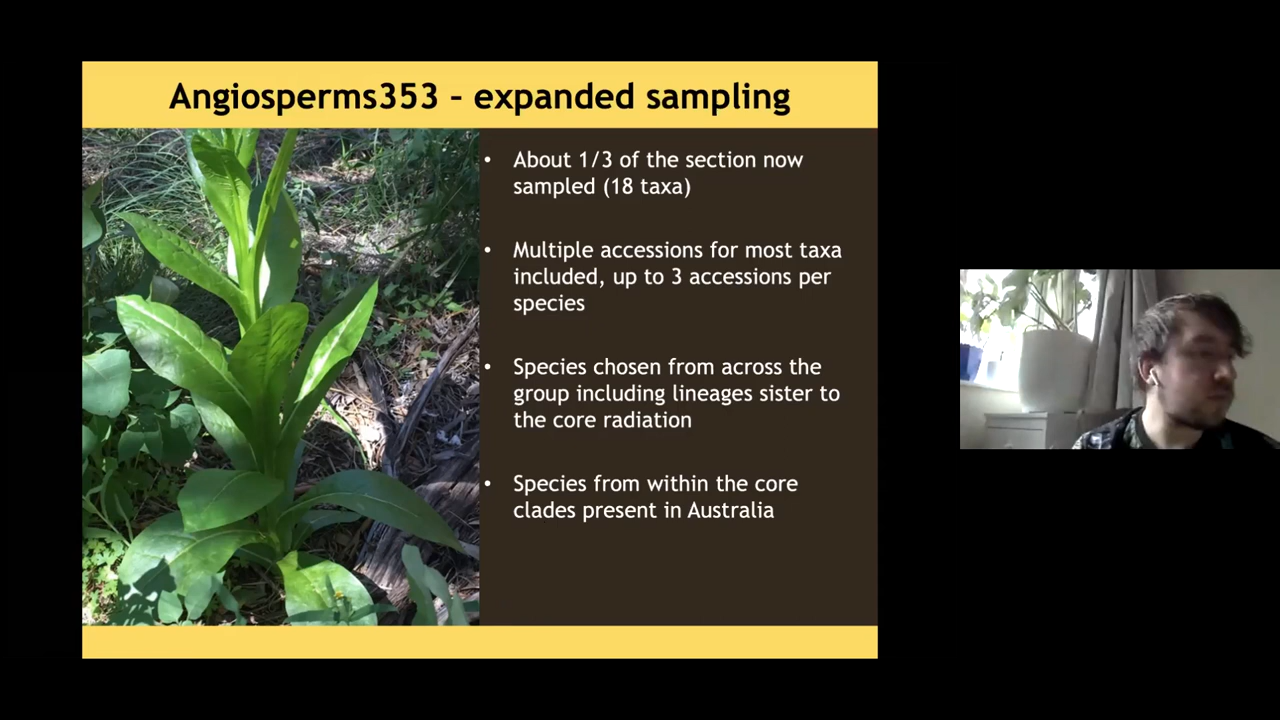 Angiosperms353 – expanded sampling
• About 1/3 of the section now
sampled (18 taxa)
• Multiple accessions for most taxa
included, up to 3 accessions per
species
• Species chosen from across the
group including lineages sister to
the core radiation
• Species from within the core
clades present in Australia